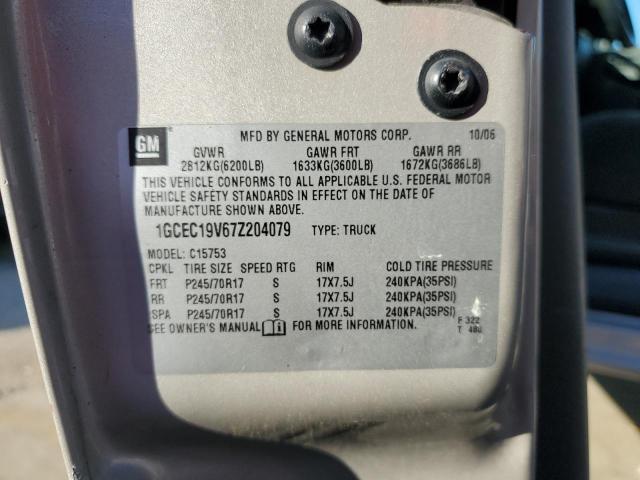 GM MFD BY GENERAL MOTORS CORP. 10/06
GVWR GAWR FRT GAWR RR
2812KG(6200LB) 1633KG(3600LB) 1672KG(3686LB)
THIS VEHICLE CONFORMS TO ALL APPLICABLE U.S. FEDERAL MOTOR
VEHICLE SAFETY STANDARDS IN EFFECT ON THE DATE OF
MANUFACTURE SHOWN ABOVE.
1GCEC19V67Z204079 TYPE: TRUCK
MODEL: C15753
CPKL TIRE SIZE SPEED RTG RIM COLD TIRE PRESSURE
FRT P245/70R17 S 17X7.5J 240KPA(35PSI)
RR P245/70R17 S 17X7.5J 240KPA(35PSI)
SPA P245/70R17 S 17X7.5J 240KPA(35PSI)
SEE OWNER'S MANUAL FOR MORE INFORMATION. F 322
T